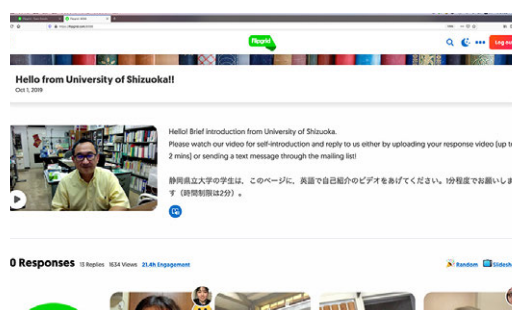 Flipgrid
Log ou
Hello from University of Shizuoka!!
Oct 1, 2019
Hello! Brief introduction from University of Shizuoka.
Please watch our video for self-introduction and reply to us either by uploading your response video [up t
2 mins] or sending a text message through the mailing list!
静岡県立大学の学生は、このページに、英語で自己紹介のビデオをあげてください。1分程度でお願いしま
す（時間制限は2分）。
0 Responses 13 Replies 1634 Views 21.4h Engagement
Random Slidesh